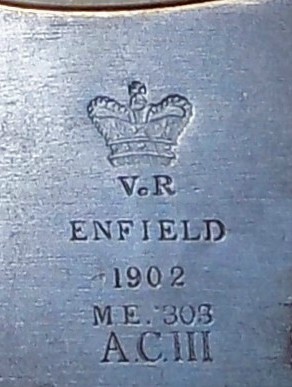 V.R
ENFIELD
1902
M E. 303
A.C.III